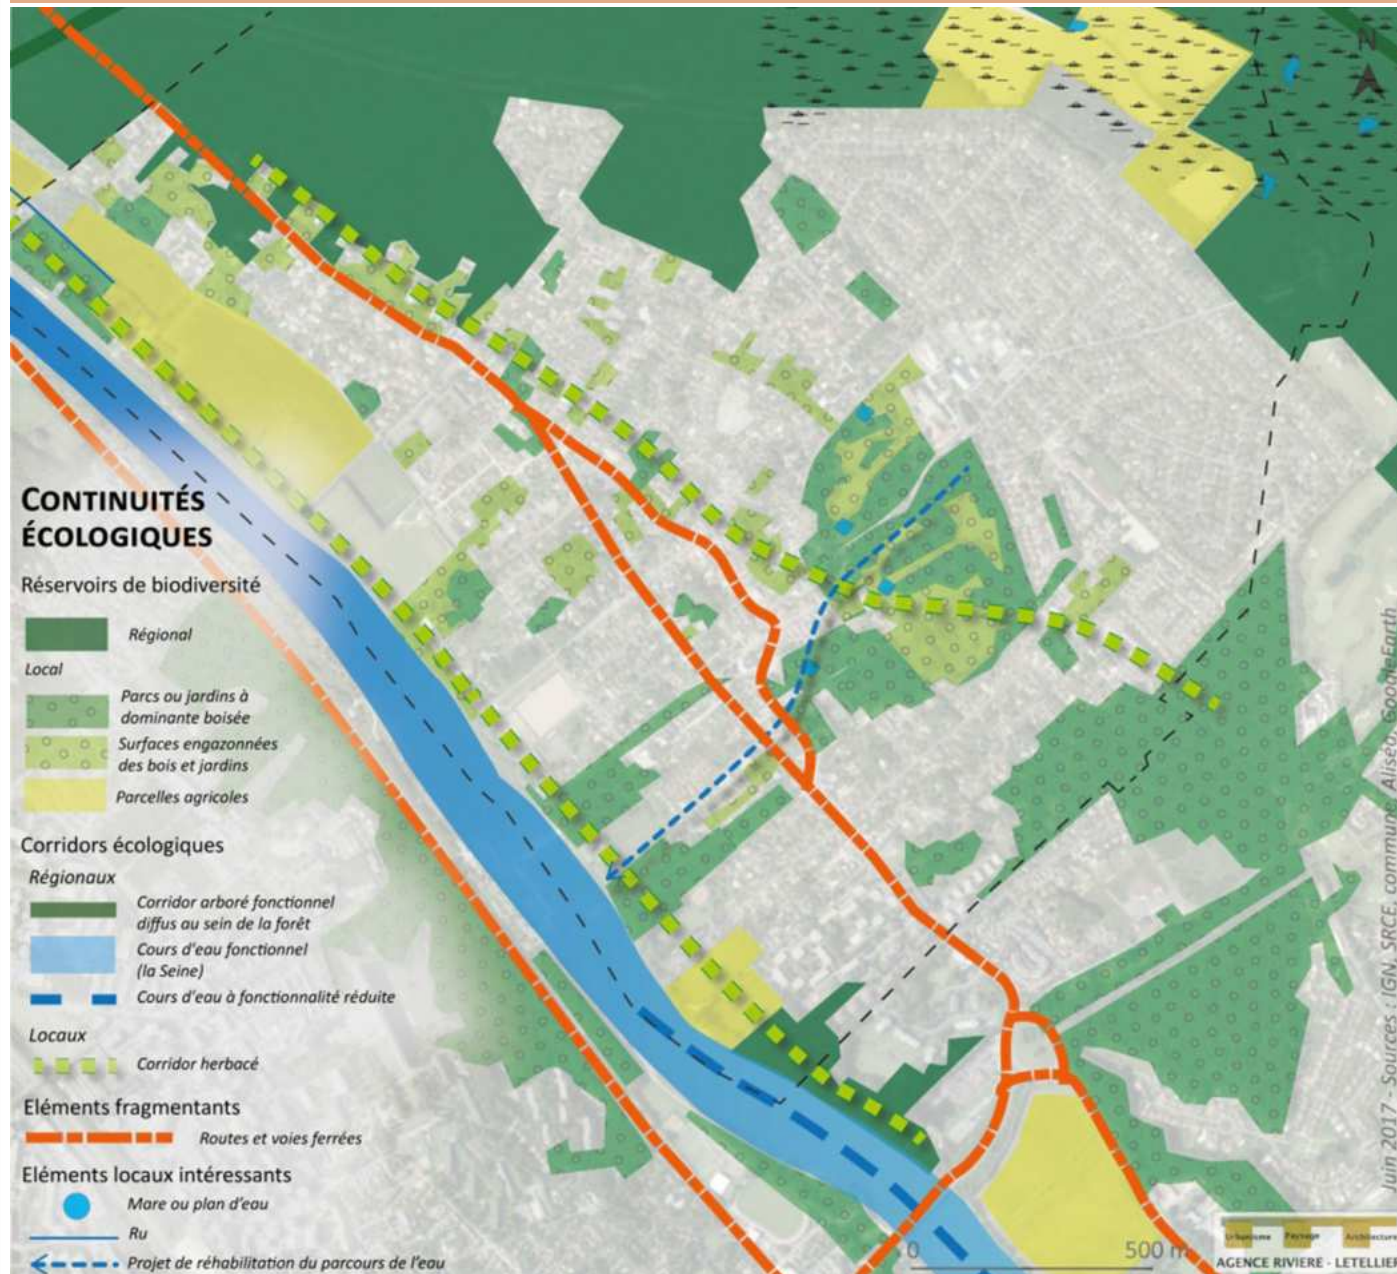 N
CONTINUITÉS
ÉCOLOGIQUES
Réservoirs de biodiversité
Régional
Local
Parcs ou jardins à
dominante boisée
Surfaces engazonnées
des bois et jardins
Parcelles agricoles
Corridors écologiques
Régionaux
Corridor arboré fonctionnel
diffus au sein de la forêt
Cours d'eau fonctionnel
(la Seine)
Cours d'eau à fonctionnalité réduite
Locaux
Corridor herbacé
Eléments fragmentants
Routes et voies ferrées
Eléments locaux intéressants
Mare ou plan d'eau
Ru
Projet de réhabilitation du parcours de l'eau
0 500 m
Urbanisme Paysage Architecture
AGENCE RIVIERE - LETELLIER
Juin 2017 - Sources : IGN, SRCE, commune, Alisea, GoogleEarth